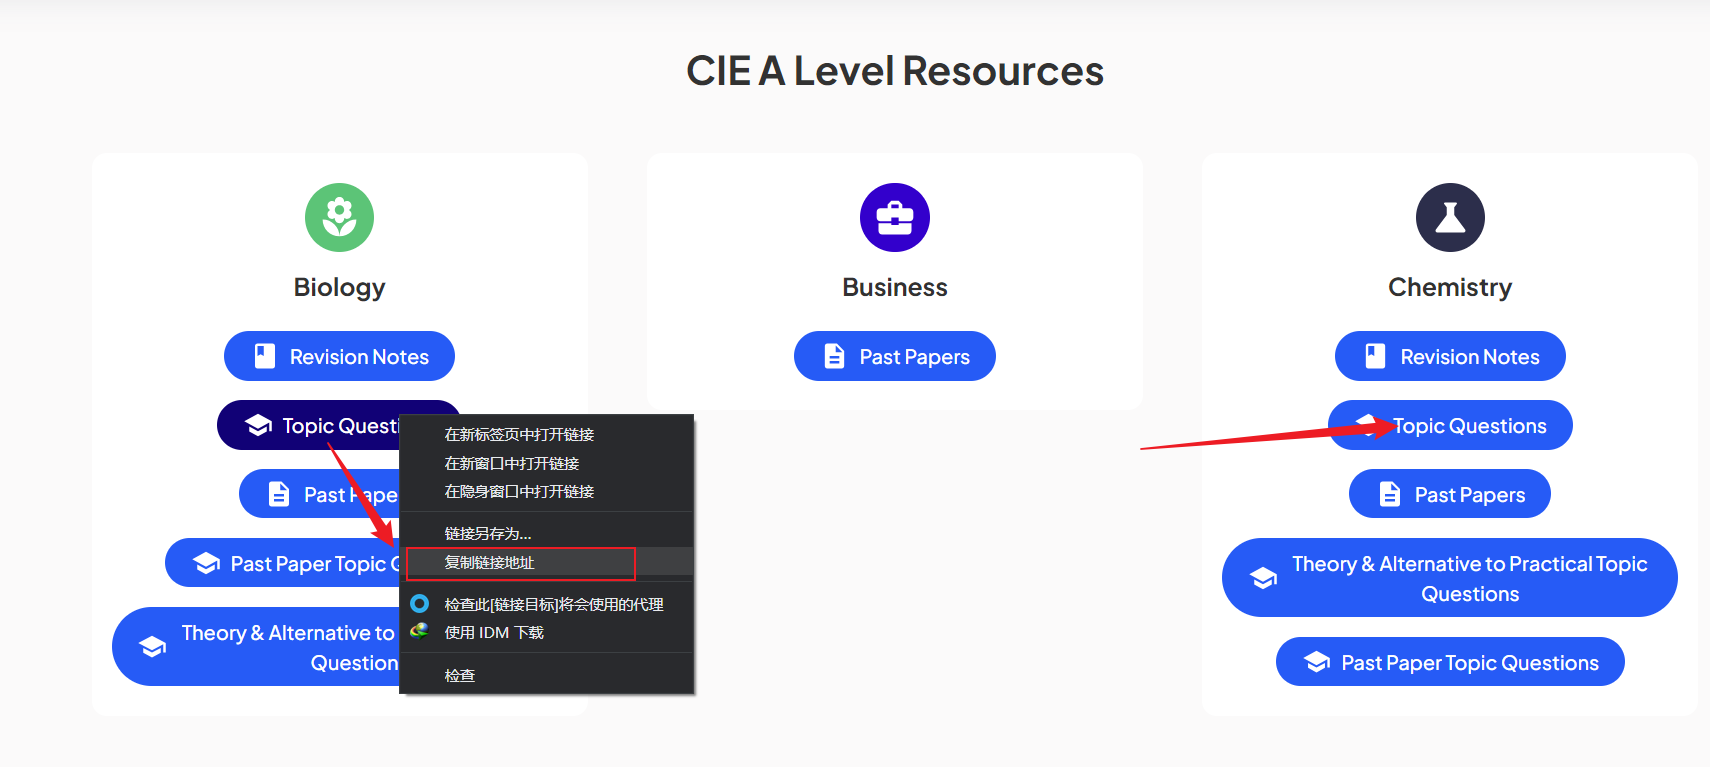 CIE A Level Resources
Biology
Revision Notes
Topic Questi
Past Pape
Past Paper Topic Q
Theory & Alternative to
Question
在新标签页中打开链接
在新窗口中打开链接
在隐身窗口中打开链接
链接另存为...
复制链接地址
检查此[链接目标]将会使用的代理
使用 IDM 下载
检查
Business
Past Papers
Chemistry
Revision Notes
Topic Questions
Past Papers
Theory & Alternative to Practical Topic
Questions
Past Paper Topic Questions